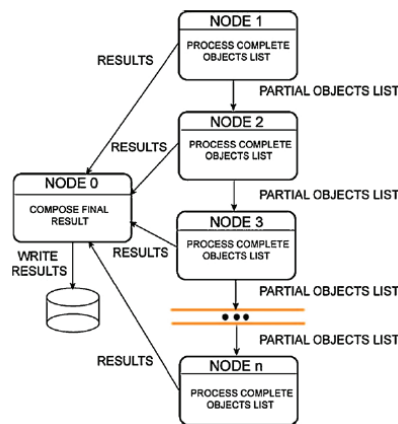 NODE 1
PROCESS COMPLETE
OBJECTS LIST
RESULTS
PARTIAL OBJECTS LIST
NODE 2
PROCESS COMPLETE
OBJECTS LIST
RESULTS
NODE 0
COMPOSE FINAL
RESULT
PARTIAL OBJECTS LIST
NODE 3
PROCESS COMPLETE
OBJECTS LIST
RESULTS
WRITE
RESULTS
PARTIAL OBJECTS LIST
PARTIAL OBJECTS LIST
RESULTS
NODE n
PROCESS COMPLETE
OBJECTS LIST